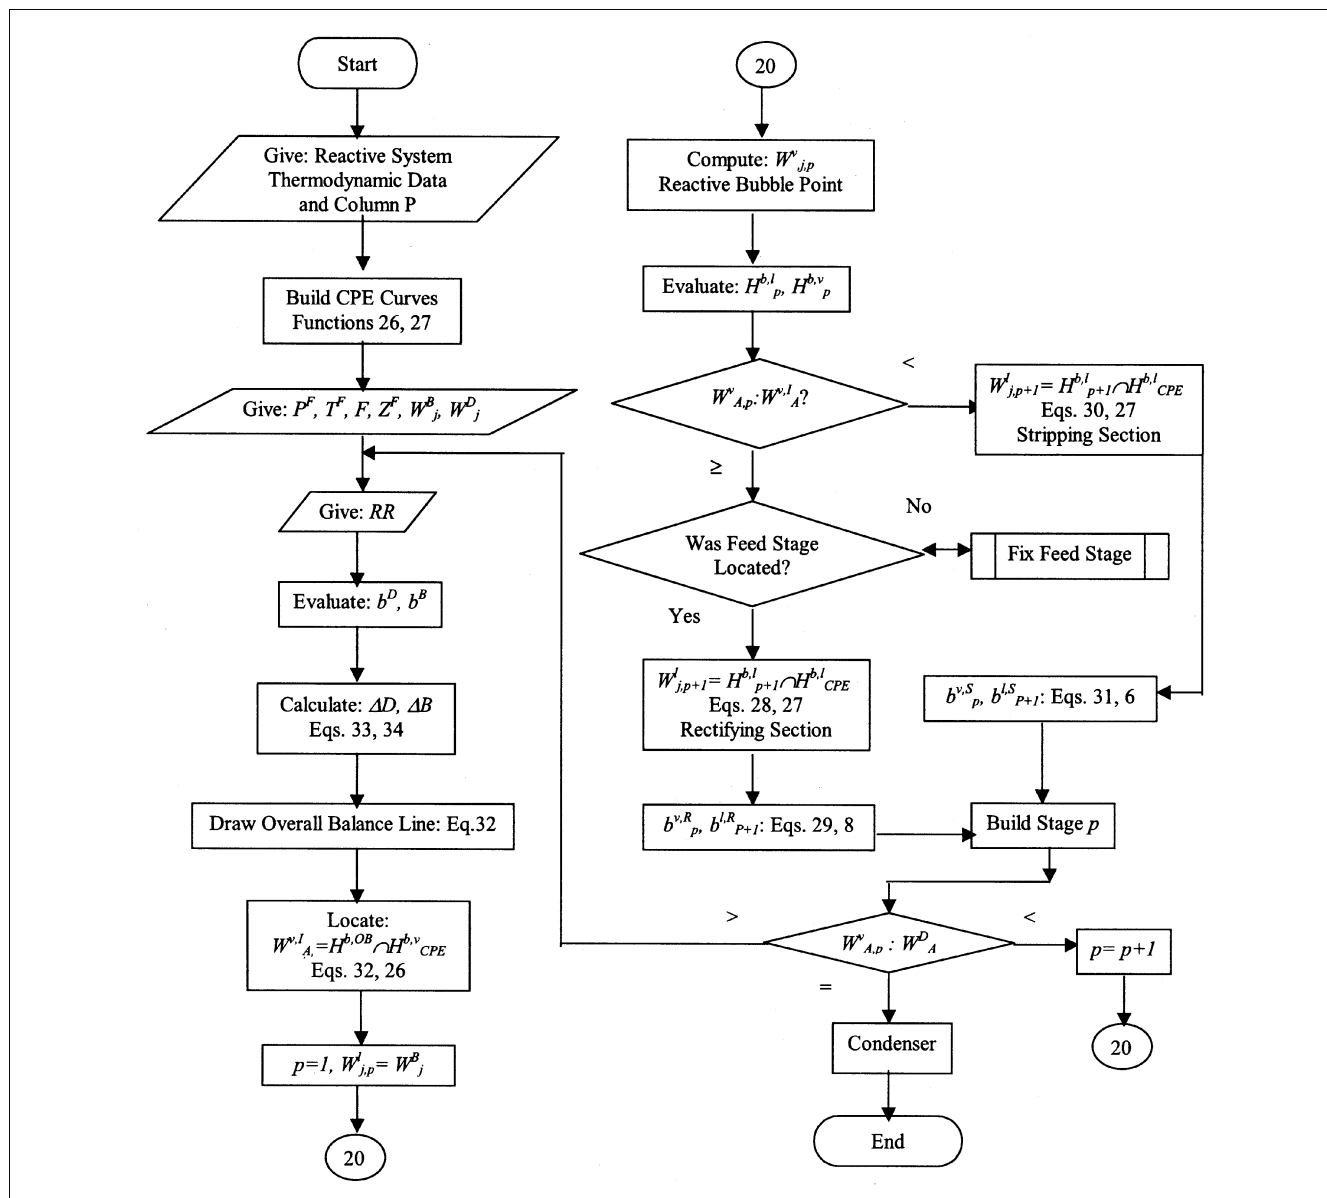 Start
Give: Reactive System
Thermodynamic Data
and Column P
Build CPE Curves
Functions 26, 27
Give: P^F, T^F, F, Z^F, W^B_j, W^D_j
Give: RR
Evaluate: b^D, b^B
Calculate: ΔD, ΔB
Eqs. 33, 34
Draw Overall Balance Line: Eq.32
Locate:
W^{v,I}_A,=H^{b,OB}∩H^{b,v}_{CPE}
Eqs. 32, 26
p=1, W^l_{j,p}= W^B_j
20
20
Compute: W^v_{j,p}
Reactive Bubble Point
Evaluate: H^{b,l}_p, H^{b,v}_p
W^v_{A,p}:W^{v,I}_A?
<
W^l_{j,p+1}= H^{b,l}_{p+1}∩H^{b,l}_{CPE}
Eqs. 30, 27
Stripping Section
≥
Was Feed Stage
Located?
No
Fix Feed Stage
Yes
W^l_{j,p+1}= H^{b,l}_{p+1}∩H^{b,l}_{CPE}
Eqs. 28, 27
Rectifying Section
b^{v,S}_p, b^{l,S}_{P+1}: Eqs. 31, 6
b^{v,R}_p, b^{l,R}_{P+1}: Eqs. 29, 8
Build Stage p
>
W^v_{A,p} : W^D_A
<
p= p+1
=
20
Condenser
End